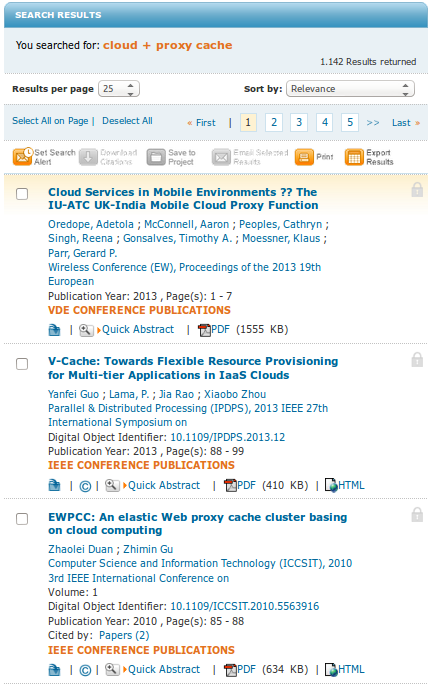 SEARCH RESULTS
You searched for: cloud + proxy cache
1.142 Results returned
Results per page 25 Sort by: Relevance
Select All on Page | Deselect All « First | 1 2 3 4 5 >> Last »
Set Search Alert
Download Citations
Save to Project
Email Selected Results
Print
Export Results
Cloud Services in Mobile Environments ?? The
IU-ATC UK-India Mobile Cloud Proxy Function
Oredope, Adetola ; McConnell, Aaron ; Peoples, Cathryn ;
Singh, Reena ; Gonsalves, Timothy A. ; Moessner, Klaus ;
Parr, Gerard P.
Wireless Conference (EW), Proceedings of the 2013 19th
European
Publication Year: 2013 , Page(s): 1 - 7
VDE CONFERENCE PUBLICATIONS
| Quick Abstract | PDF (1555 KB)
V-Cache: Towards Flexible Resource Provisioning
for Multi-tier Applications in IaaS Clouds
Yanfei Guo ; Lama, P. ; Jia Rao ; Xiaobo Zhou
Parallel & Distributed Processing (IPDPS), 2013 IEEE 27th
International Symposium on
Digital Object Identifier: 10.1109/IPDPS.2013.12
Publication Year: 2013 , Page(s): 88 - 99
IEEE CONFERENCE PUBLICATIONS
| © | Quick Abstract | PDF (410 KB) | HTML
EWPCC: An elastic Web proxy cache cluster basing
on cloud computing
Zhaolei Duan ; Zhimin Gu
Computer Science and Information Technology (ICCSIT), 2010
3rd IEEE International Conference on
Volume: 1
Digital Object Identifier: 10.1109/ICCSIT.2010.5563916
Publication Year: 2010 , Page(s): 85 - 88
Cited by: Papers (2)
IEEE CONFERENCE PUBLICATIONS
| © | Quick Abstract | PDF (634 KB) | HTML